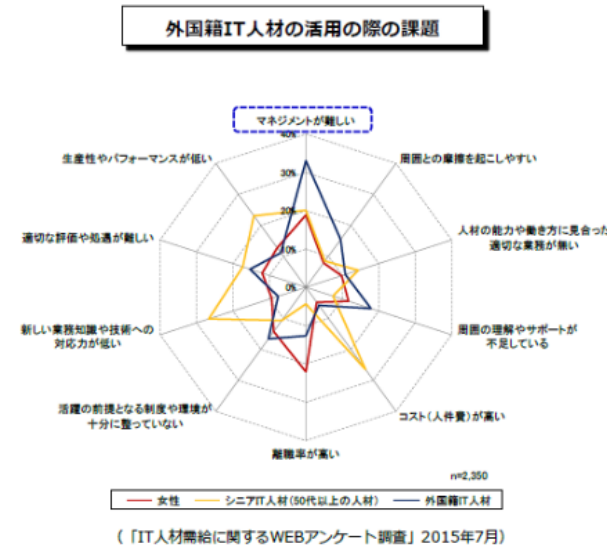 外国籍IT人材の活用の際の課題
マネジメントが難しい
40%
生産性やパフォーマンスが低い
周囲との摩擦を起こしやすい
30%
適切な評価や処遇が難しい
20%
人材の能力や働き方に見合った
適切な業務が無い
10%
0%
新しい業務知識や技術への
対応力が低い
周囲の理解やサポートが
不足している
活躍の前提となる制度や環境が
十分に整っていない
コスト(人件費)が高い
離職率が高い
n=2,350
女性
シニアIT人材(50代以上の人材)
外国籍IT人材
(「IT人材需給に関するWEBアンケート調査」2015年7月)